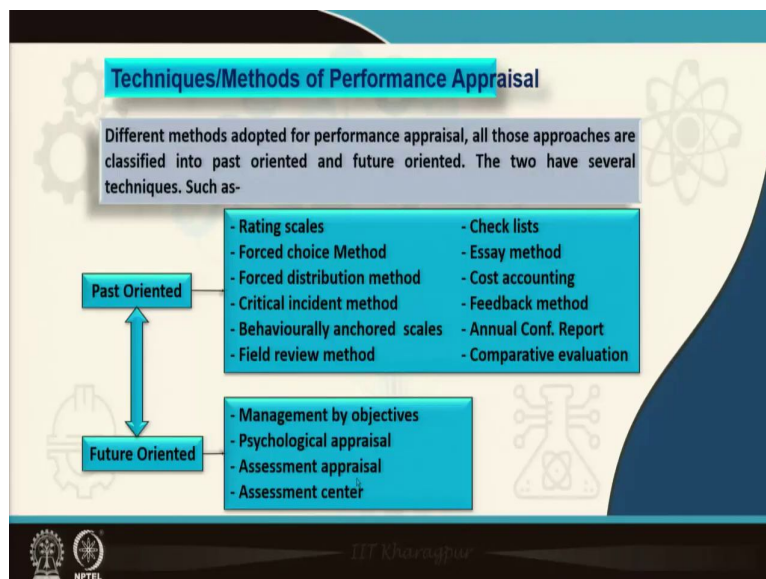 Techniques/Methods of Performance Appraisal
Different methods adopted for performance appraisal, all those approaches are
classified into past oriented and future oriented. The two have several
techniques. Such as-
Past Oriented
- Rating scales
- Forced choice Method
- Forced distribution method
- Critical incident method
- Behaviourally anchored scales
- Field review method
- Check lists
- Essay method
- Cost accounting
- Feedback method
- Annual Conf. Report
- Comparative evaluation
Future Oriented
- Management by objectives
- Psychological appraisal
- Assessment appraisal
- Assessment center
IIT Kharagpur
NPTEL